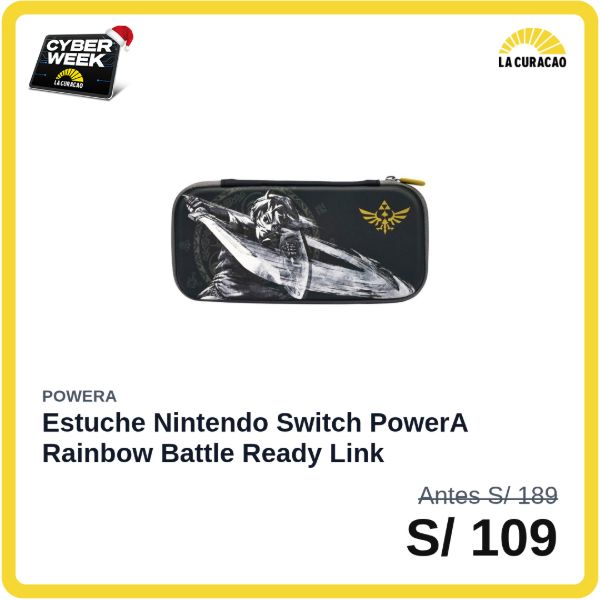 CYBER
WEEK
LA CURACAO
LA CURACAO
POWERA
Estuche Nintendo Switch PowerA
Rainbow Battle Ready Link
Antes S/ 189
S/ 109